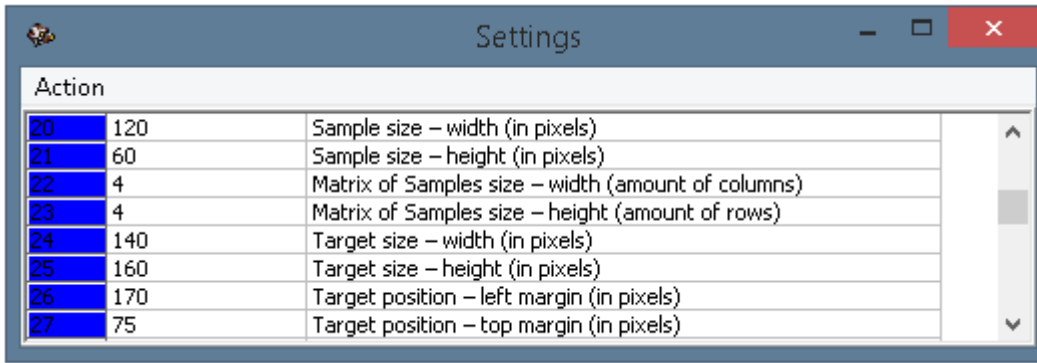 Settings
Action
20 120 Sample size – width (in pixels)
21 60 Sample size – height (in pixels)
22 4 Matrix of Samples size – width (amount of columns)
23 4 Matrix of Samples size – height (amount of rows)
24 140 Target size – width (in pixels)
25 160 Target size – height (in pixels)
26 170 Target position – left margin (in pixels)
27 75 Target position – top margin (in pixels)